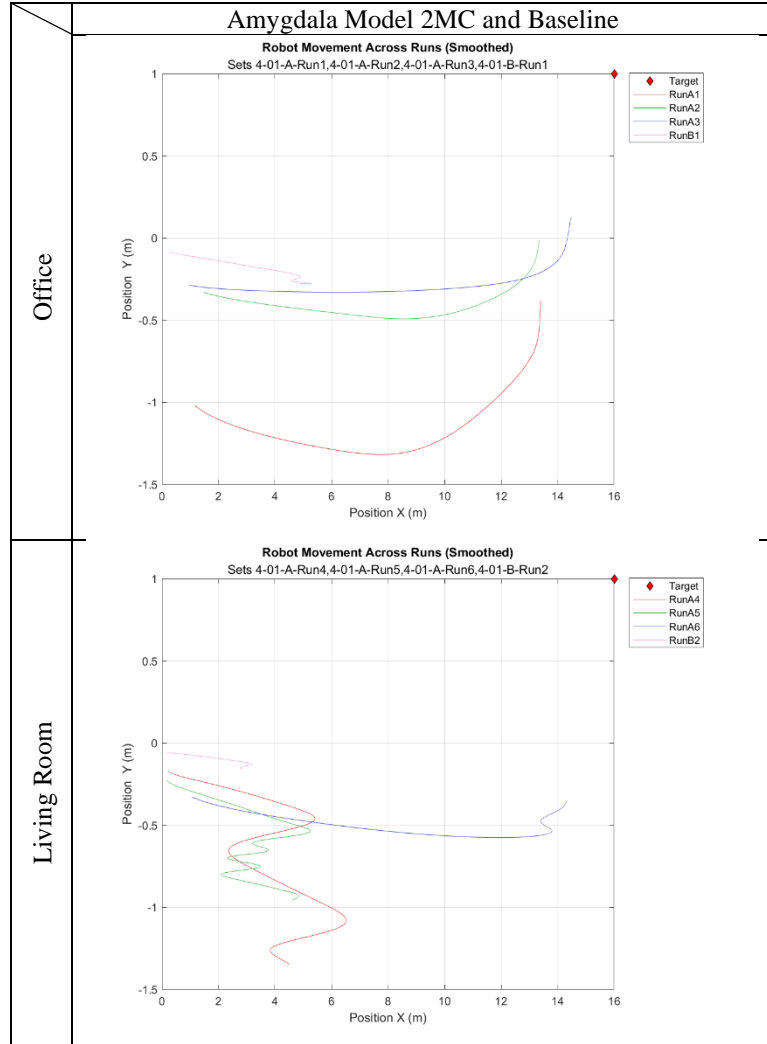 Amygdala Model 2MC and Baseline
Office
Robot Movement Across Runs (Smoothed)
Sets 4-01-A-Run1,4-01-A-Run2,4-01-A-Run3,4-01-B-Run1
1
0.5
0
-0.5
-1
-1.5
Position Y (m)
0 2 4 6 8 10 12 14 16
Position X (m)
Target
RunA1
RunA2
RunA3
RunB1
Living Room
Robot Movement Across Runs (Smoothed)
Sets 4-01-A-Run4,4-01-A-Run5,4-01-A-Run6,4-01-B-Run2
1
0.5
0
-0.5
-1
-1.5
Position Y (m)
0 2 4 6 8 10 12 14 16
Position X (m)
Target
RunA4
RunA5
RunA6
RunB2